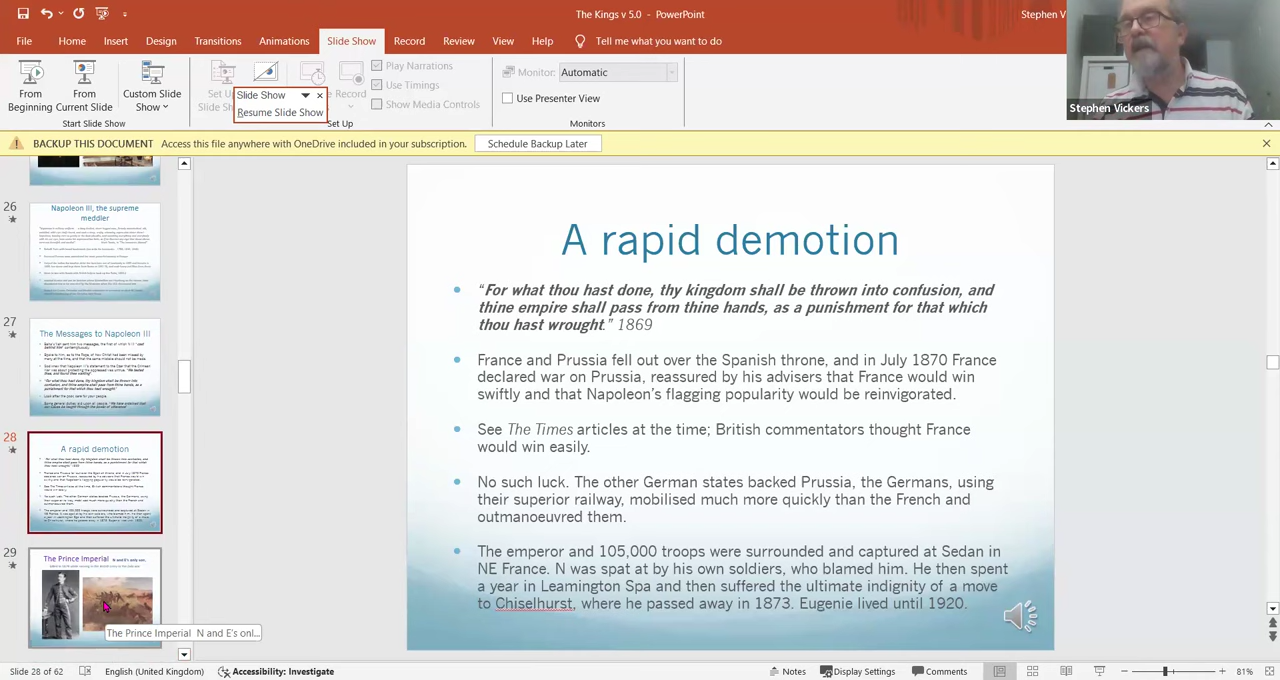 The Kings v 5.0 - PowerPoint
Stephen V
File
Home
Insert
Design
Transitions
Animations
Slide Show
Record
Review
View
Help
Tell me what you want to do
From Beginning
From Current Slide
Custom Slide Show
Set
Slide S
Record
Play Narrations
Use Timings
Show Media Controls
Monitor:
Automatic
Use Presenter View
Start Slide Show
Set Up
Monitors
Slide Show
Resume Slide Show
Stephen Vickers
BACKUP THIS DOCUMENT
Access this file anywhere with OneDrive included in your subscription.
Schedule Backup Later
26
Napoleon III, the supreme
meddler
27
The Messages to Napoleon III
28
A rapid demotion
29
The Prince Imperial
The Prince Imperial N and E's onl...
A rapid demotion
“For what thou hast done, thy kingdom shall be thrown into confusion, and
thine empire shall pass from thine hands, as a punishment for that which
thou hast wrought.” 1869
France and Prussia fell out over the Spanish throne, and in July 1870 France
declared war on Prussia, reassured by his advisers that France would win
swiftly and that Napoleon’s flagging popularity would be reinvigorated.
See The Times articles at the time; British commentators thought France
would win easily.
No such luck. The other German states backed Prussia, the Germans, using
their superior railway, mobilised much more quickly than the French and
outmanoeuvred them.
The emperor and 105,000 troops were surrounded and captured at Sedan in
NE France. N was spat at by his own soldiers, who blamed him. He then spent
a year in Leamington Spa and then suffered the ultimate indignity of a move
to Chiselhurst, where he passed away in 1873. Eugenie lived until 1920.
Slide 28 of 62
English (United Kingdom)
Accessibility: Investigate
Notes
Display Settings
Comments
81%